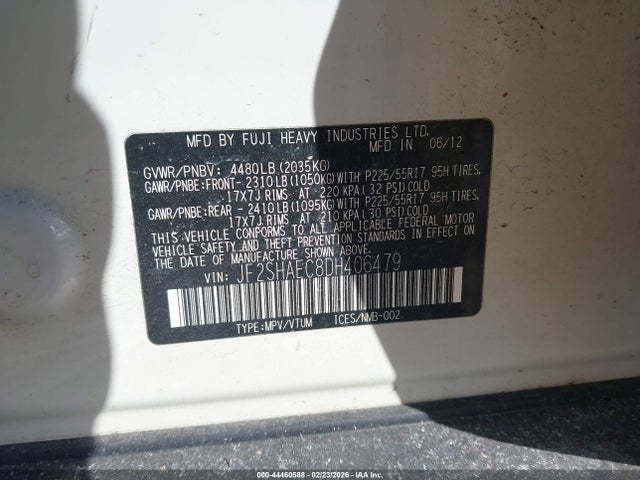 MFD BY FUJI HEAVY INDUSTRIES LTD.
MFD IN 06/12
GVWR/PNBV: 4480LB(2035KG)
GAWR/PNBE:FRONT- 2310LB(1050KG)WITH P225/55R17 95H TIRES,
17X7J RIMS AT 220 KPA(32 PSI)COLD
GAWR/PNBE:REAR - 2410LB(1095KG)WITH P225/55R17 95H TIRES,
17X7J RIMS AT 210 KPA(30 PSI)COLD
THIS VEHICLE CONFORMS TO ALL APPLICABLE FEDERAL MOTOR
VEHICLE SAFETY AND THEFT PREVENTION STANDARDS IN EFFECT ON
THE DATE OF MANUFACTURE SHOWN ABOVE.
VIN: JF2SHAEC8DH406479
TYPE:MPV/VTUM ICES/NMB-002
000-44460588 - 02/23/2026 - IAA Inc.